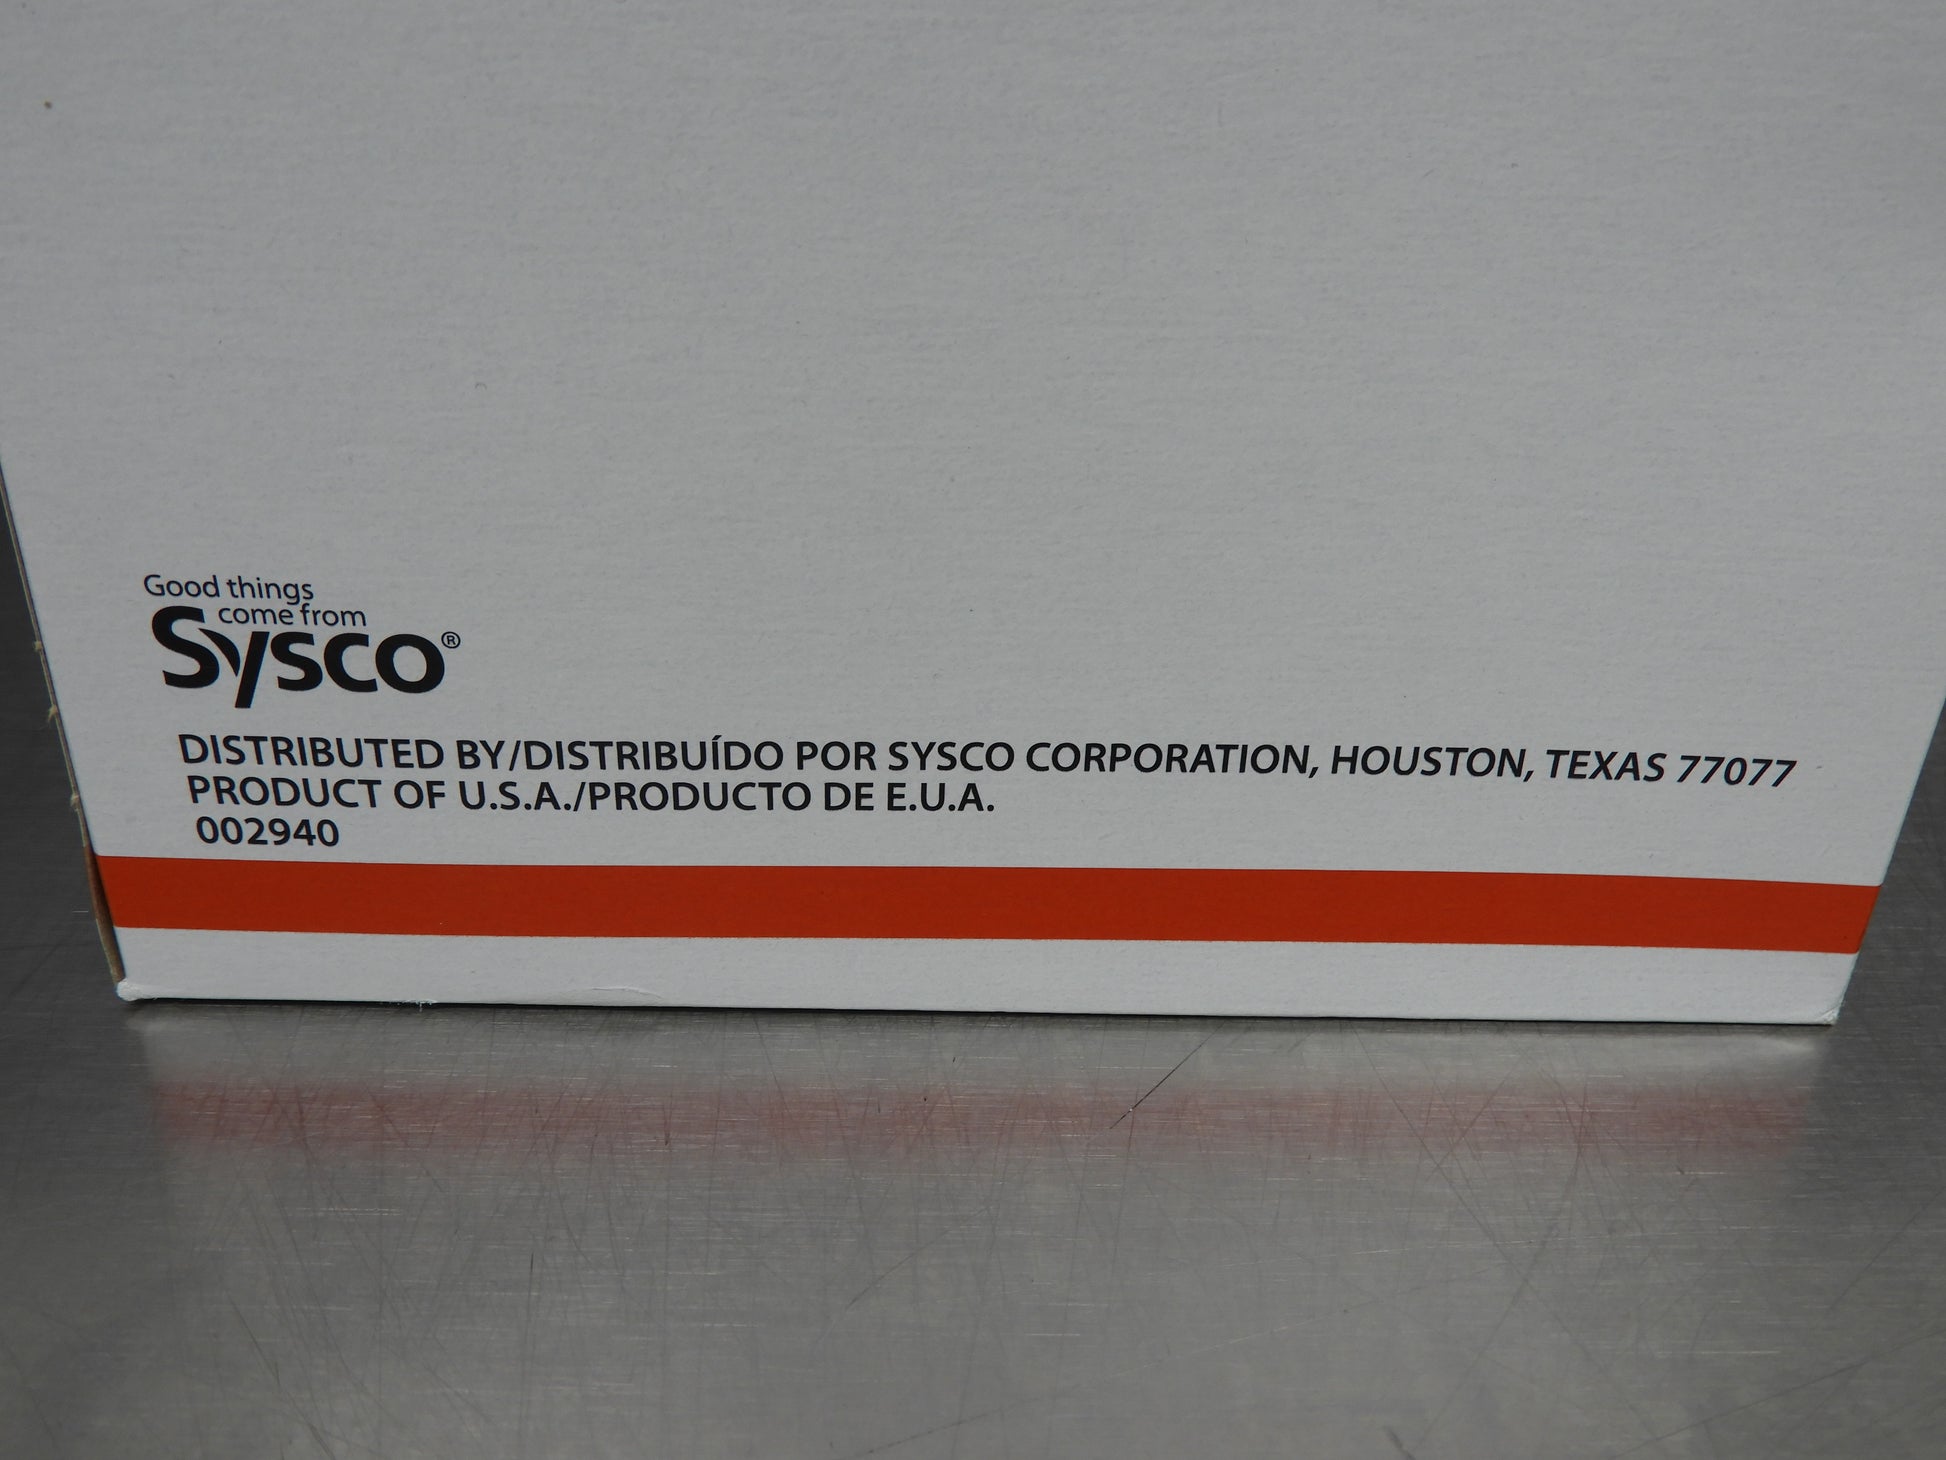 Good things
come from
Sysco®
DISTRIBUTED BY/DISTRIBUíDO POR SYSCO CORPORATION, HOUSTON, TEXAS 77077
PRODUCT OF U.S.A./PRODUCTO DE E.U.A.
002940